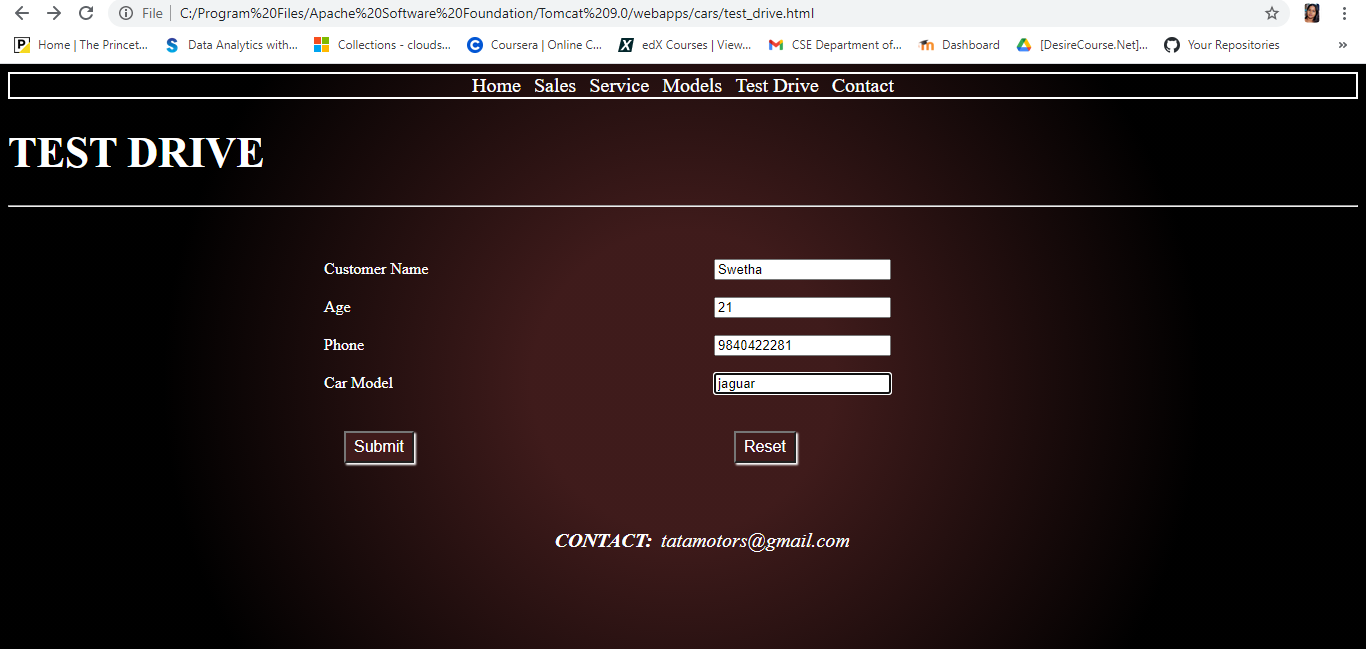 File C:/Program%20Files/Apache%20Software%20Foundation/Tomcat%209.0/webapps/cars/test_drive.html
Home | The Princet... Data Analytics with... Collections - clouds... Coursera | Online C... edX Courses | View... CSE Department of... Dashboard [DesireCourse.Net]... Your Repositories »
Home Sales Service Models Test Drive Contact
TEST DRIVE
Customer Name Swetha
Age 21
Phone 9840422281
Car Model jaguar
Submit Reset
CONTACT: tatamotors@gmail.com